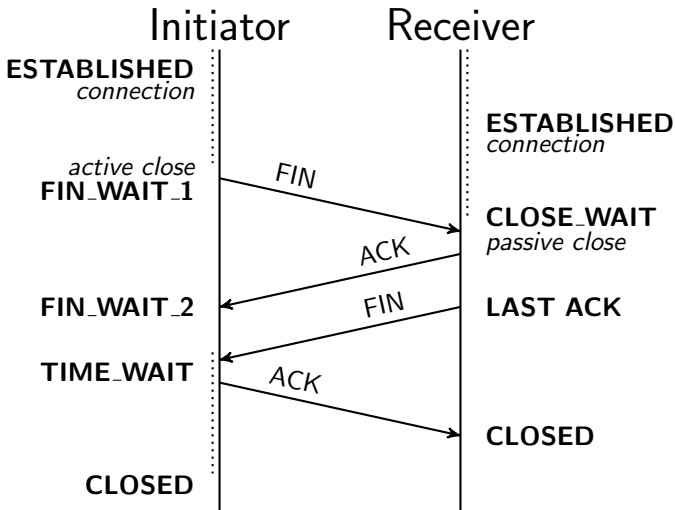 Initiator
Receiver
ESTABLISHED
connection
ESTABLISHED
connection
active close
FIN_WAIT_1
FIN
CLOSE_WAIT
passive close
ACK
FIN_WAIT_2
FIN
LAST ACK
TIME_WAIT
ACK
CLOSED
CLOSED